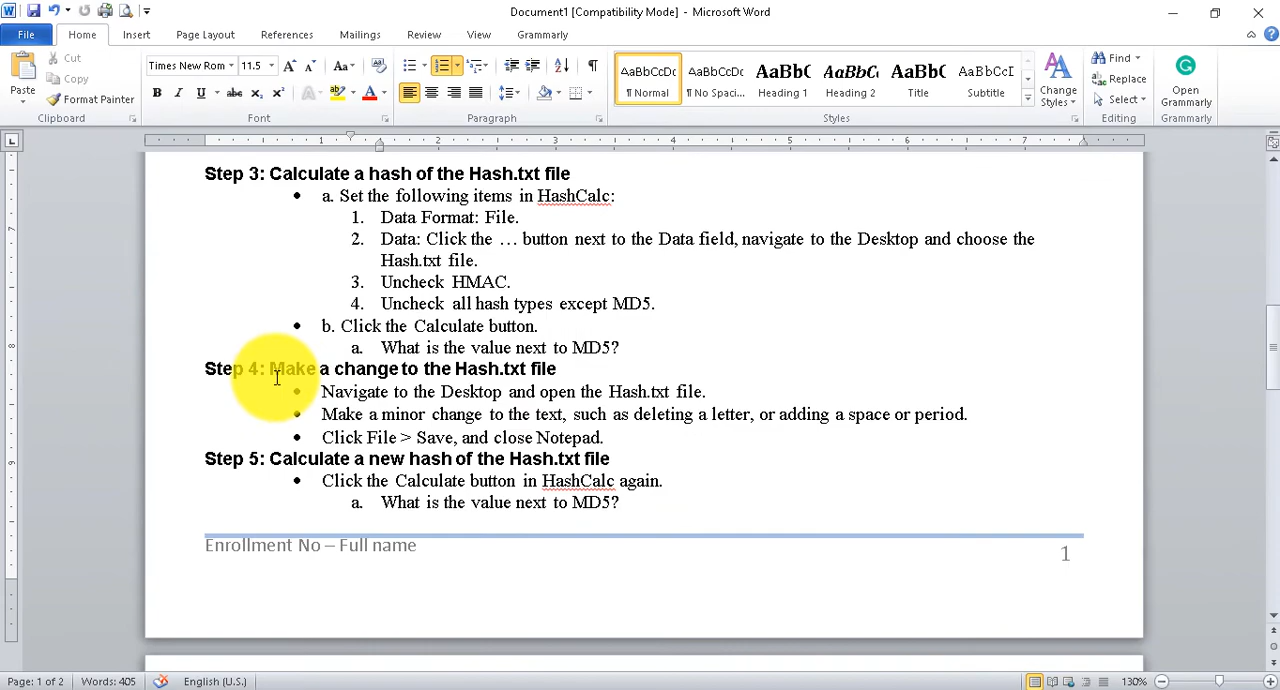 Document1 [Compatibility Mode] - Microsoft Word
File Home Insert Page Layout References Mailings Review View Grammarly
Paste
Cut
Copy
Format Painter
Clipboard
Times New Rom 11.5
Font
Paragraph
AaBbCcDc AaBbCcDc AaBbC AaBbC AaBbC AaBbCcI
¶ Normal ¶ No Spaci... Heading 1 Heading 2 Title Subtitle
Styles
Change Styles
Find
Replace
Select
Editing
Open Grammarly
Grammarly
Step 3: Calculate a hash of the Hash.txt file
• a. Set the following items in HashCalc:
1. Data Format: File.
2. Data: Click the … button next to the Data field, navigate to the Desktop and choose the
Hash.txt file.
3. Uncheck HMAC.
4. Uncheck all hash types except MD5.
• b. Click the Calculate button.
a. What is the value next to MD5?
Step 4: Make a change to the Hash.txt file
• Navigate to the Desktop and open the Hash.txt file.
• Make a minor change to the text, such as deleting a letter, or adding a space or period.
• Click File > Save, and close Notepad.
Step 5: Calculate a new hash of the Hash.txt file
• Click the Calculate button in HashCalc again.
a. What is the value next to MD5?
Enrollment No – Full name
1
Page: 1 of 2 Words: 405 English (U.S.) 130%